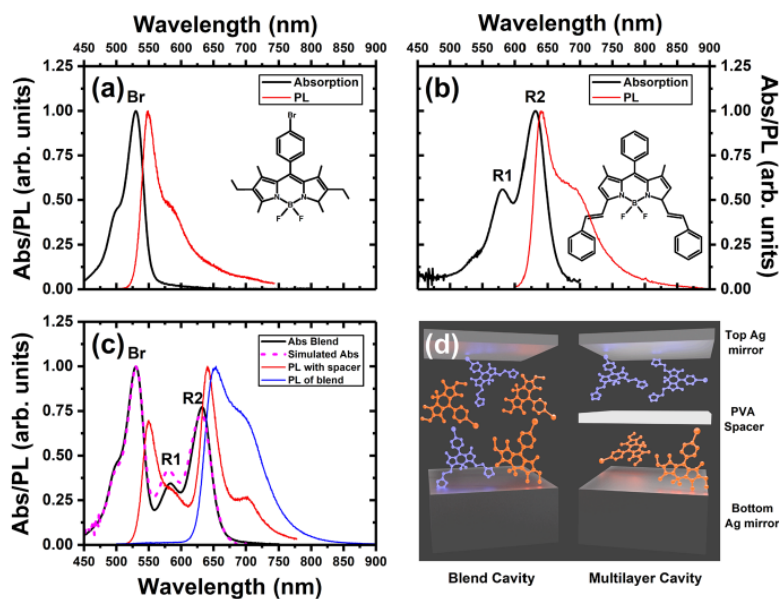 Wavelength (nm)
450 500 550 600 650 700 750 800 850 900
Abs/PL (arb. units)
1.25
1.00
0.75
0.50
0.25
0.00
(a)
Br
Absorption
PL
Br
N N
B
F F
Wavelength (nm)
450 500 550 600 650 700 750 800 850 900
(b)
R2
R1
Absorption
PL
N N
B
F F
1.25
1.00
0.75
0.50
0.25
0.00
Abs/PL (arb. units)
Abs/PL (arb. units)
1.25
1.00
0.75
0.50
0.25
0.00
(c)
Br
R2
R1
Abs Blend
Simulated Abs
PL with spacer
PL of blend
450 500 550 600 650 700 750 800 850 900
Wavelength (nm)
(d)
Top Ag
mirror
PVA
Spacer
Bottom
Ag mirror
Blend Cavity
Multilayer Cavity